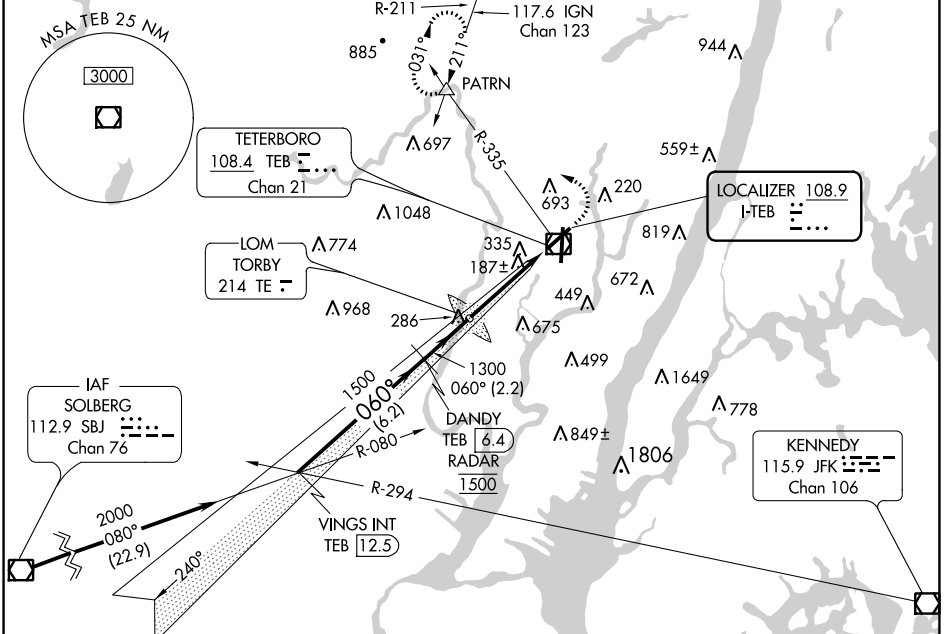 MSA TEB 25 NM
3000
R-211
117.6 IGN
Chan 123
885
031°
211°
PATRN
944
697
R-335
559±
TETERBORO
108.4 TEB
Chan 21
693
220
LOCALIZER 108.9
I-TEB
1048
819
LOM
TORBY
214 TE
774
335
187±
672
968
286
449
675
1500
060°
(6.2)
1300
060° (2.2)
499
1649
IAF
SOLBERG
112.9 SBJ
Chan 76
R-080
DANDY
TEB 6.4
RADAR
1500
778
849±
1806
KENNEDY
115.9 JFK
Chan 106
R-294
2000
080°
(22.9)
VINGS INT
TEB 12.5
240°